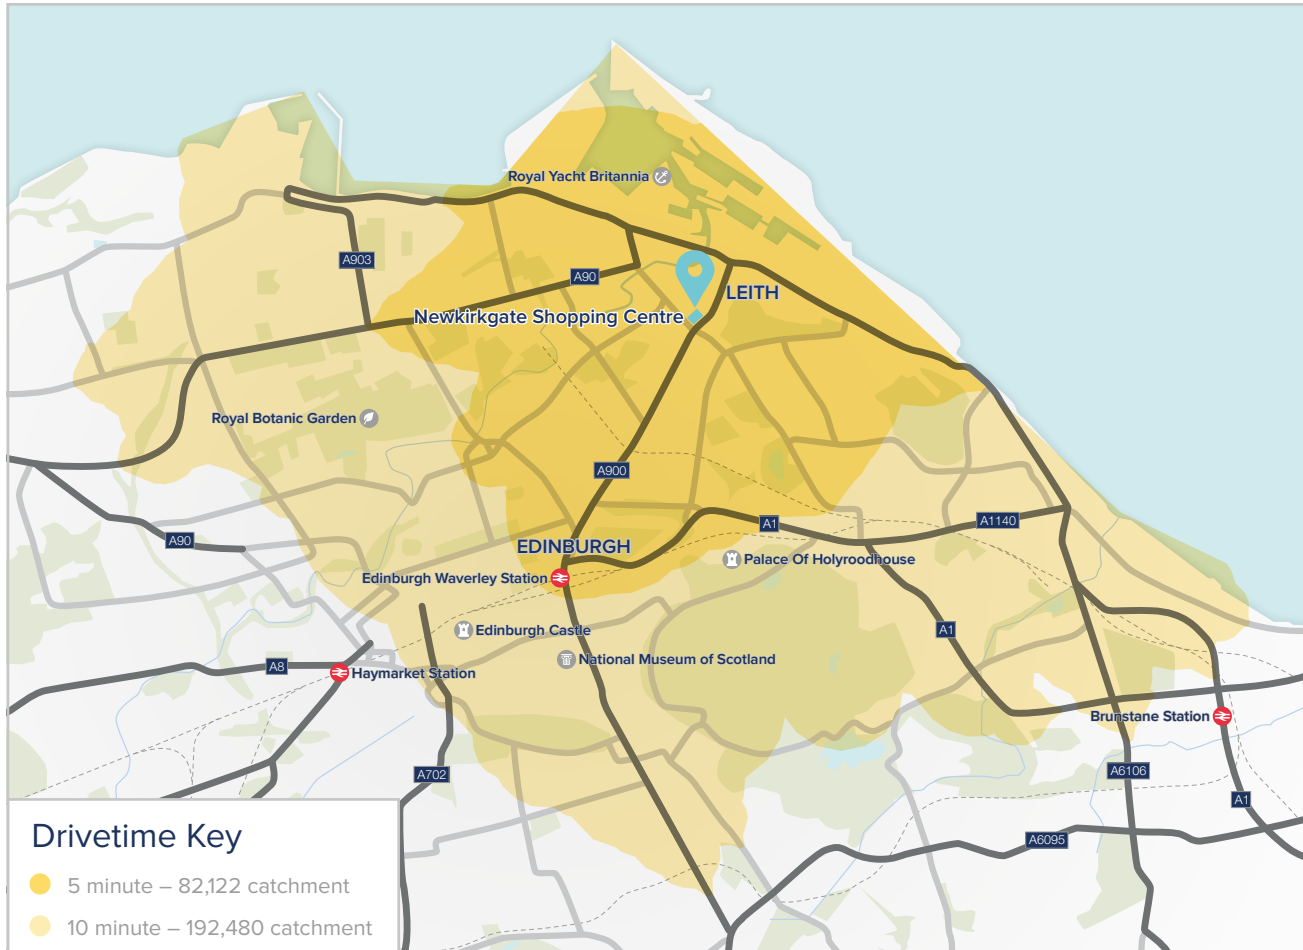 Royal Yacht Britannia
A903
A90
LEITH
Newkirkgate Shopping Centre
Royal Botanic Garden
A900
A1
A1140
A90
EDINBURGH
Palace Of Holyroodhouse
Edinburgh Waverley Station
Edinburgh Castle
A1
National Museum of Scotland
A8
Haymarket Station
Brunstane Station
A702
A6106
A1
A6095
Drivetime Key
5 minute – 82,122 catchment
10 minute – 192,480 catchment